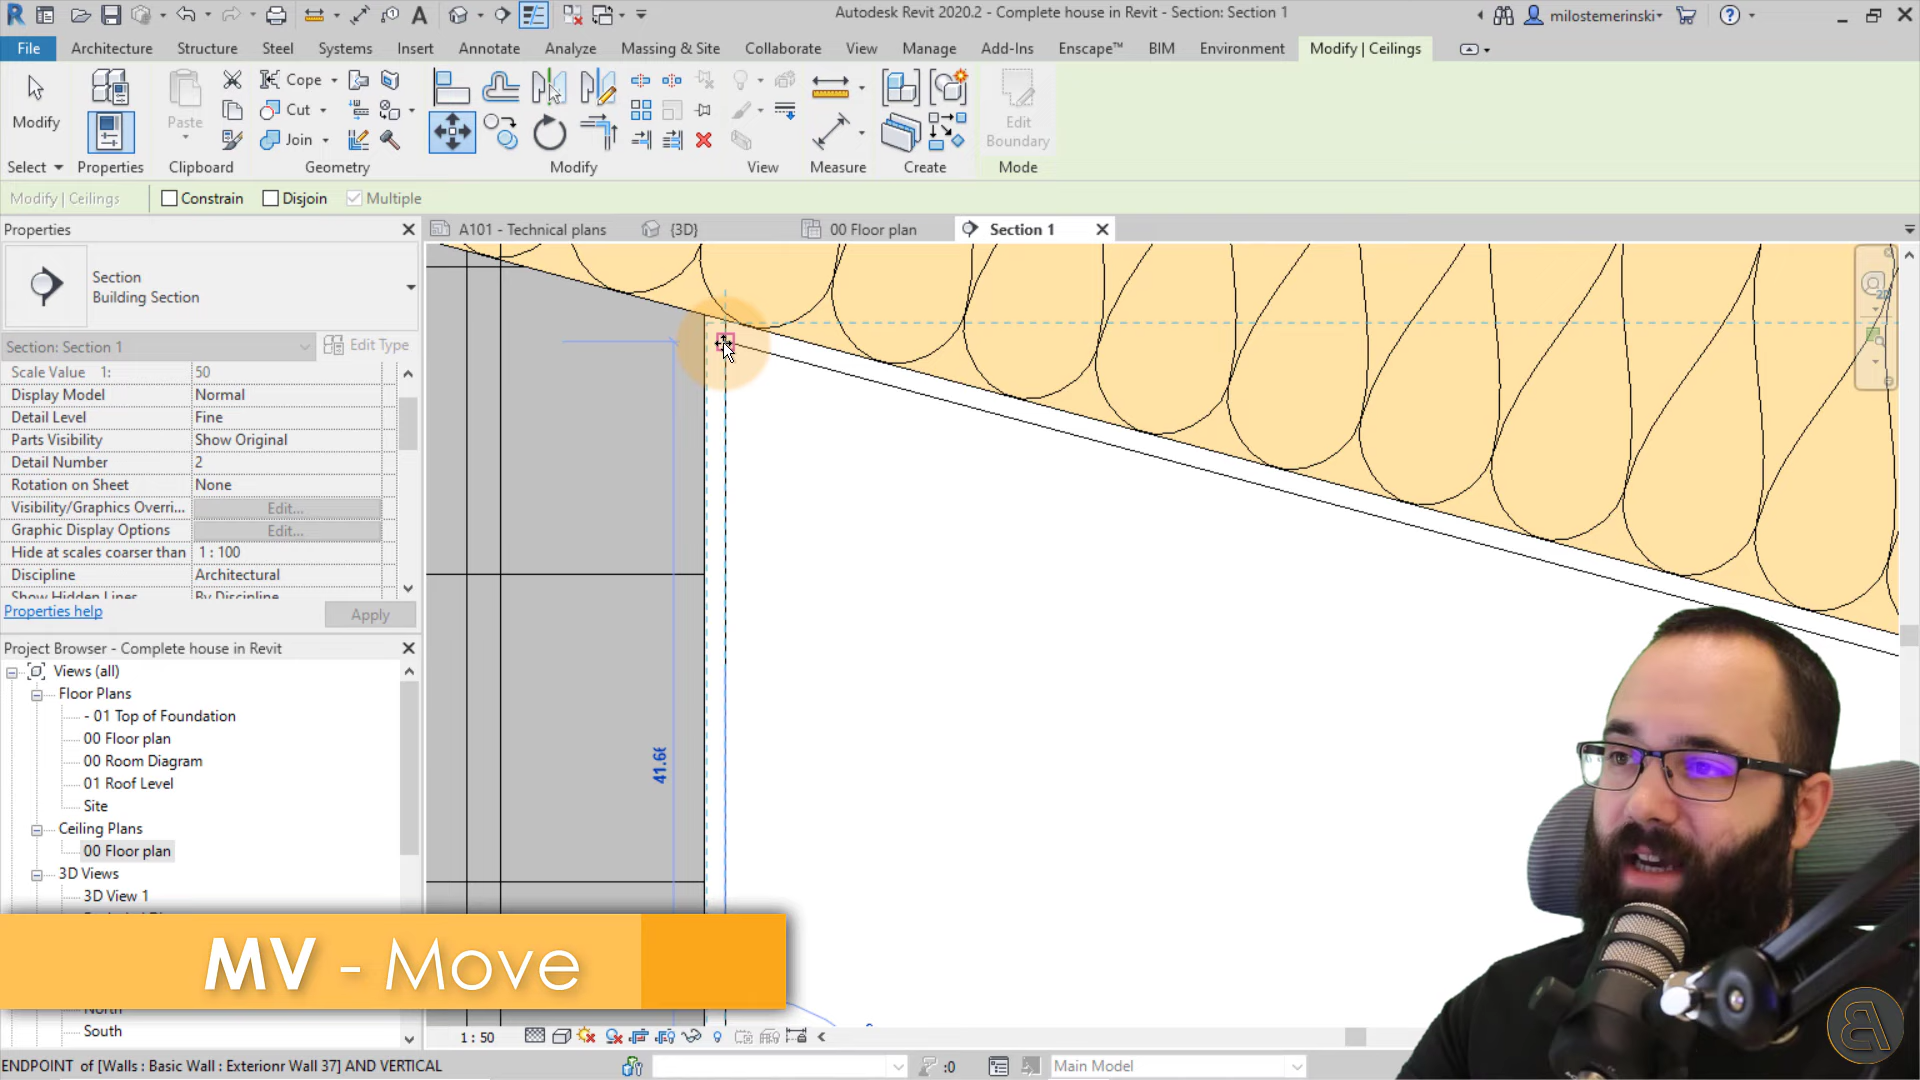 Autodesk Revit 2020.2 - Complete house in Revit - Section: Section 1
milostemerinski
File Architecture Structure Steel Systems Insert Annotate Analyze Massing & Site Collaborate View Manage Add-Ins Enscape™ BIM Environment Modify | Ceilings
Modify
Paste
Cope
Cut
Join
Edit
Boundary
Select Properties Clipboard Geometry Modify View Measure Create Mode
Modify | Ceilings Constrain Disjoin Multiple
Properties
A101 - Technical plans {3D} 00 Floor plan Section 1
Section
Building Section
Section: Section 1 Edit Type
Scale Value 1: 50
Display Model Normal
Detail Level Fine
Parts Visibility Show Original
Detail Number 2
Rotation on Sheet None
Visibility/Graphics Overri... Edit...
Graphic Display Options Edit...
Hide at scales coarser than 1 : 100
Discipline Architectural
Show Hidden Lines By Discipline
Properties help Apply
Project Browser - Complete house in Revit
Views (all)
Floor Plans
- 01 Top of Foundation
00 Floor plan
00 Room Diagram
01 Roof Level
Site
Ceiling Plans
00 Floor plan
3D Views
3D View 1
41.66
MV - Move
North
South
1 : 50
ENDPOINT of [Walls : Basic Wall : Exterionr Wall 37] AND VERTICAL
:0
Main Model